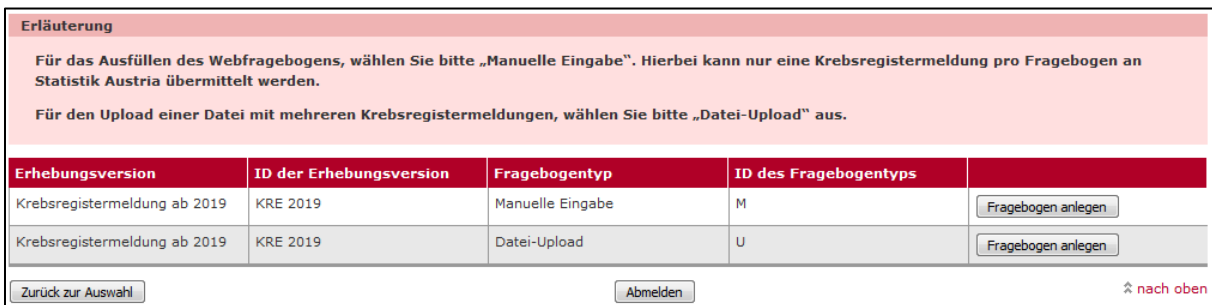 Erläuterung
Für das Ausfüllen des Webfragebogens, wählen Sie bitte „Manuelle Eingabe“. Hierbei kann nur eine Krebsregistermeldung pro Fragebogen an
Statistik Austria übermittelt werden.
Für den Upload einer Datei mit mehreren Krebsregistermeldungen, wählen Sie bitte „Datei-Upload“ aus.
Erhebungsversion ID der Erhebungsversion Fragebogentyp ID des Fragebogentyps
Krebsregistermeldung ab 2019 KRE 2019 Manuelle Eingabe M Fragebogen anlegen
Krebsregistermeldung ab 2019 KRE 2019 Datei-Upload U Fragebogen anlegen
Zurück zur Auswahl Abmelden nach oben